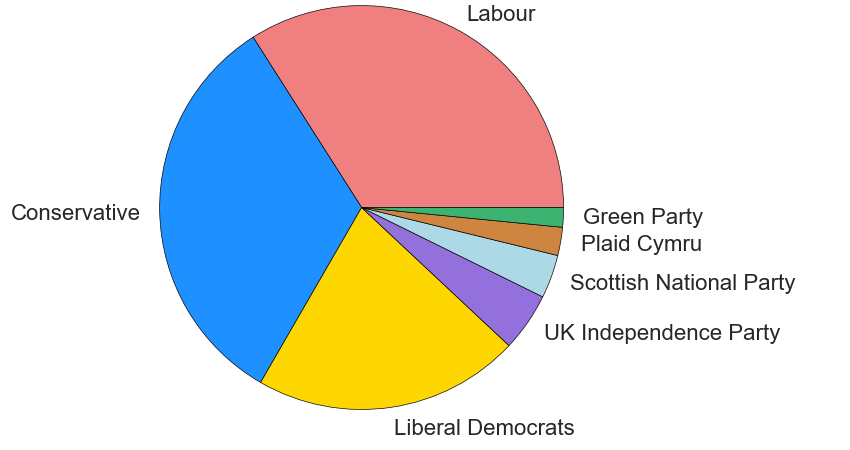 Labour
Conservative
Green Party
Plaid Cymru
Scottish National Party
UK Independence Party
Liberal Democrats